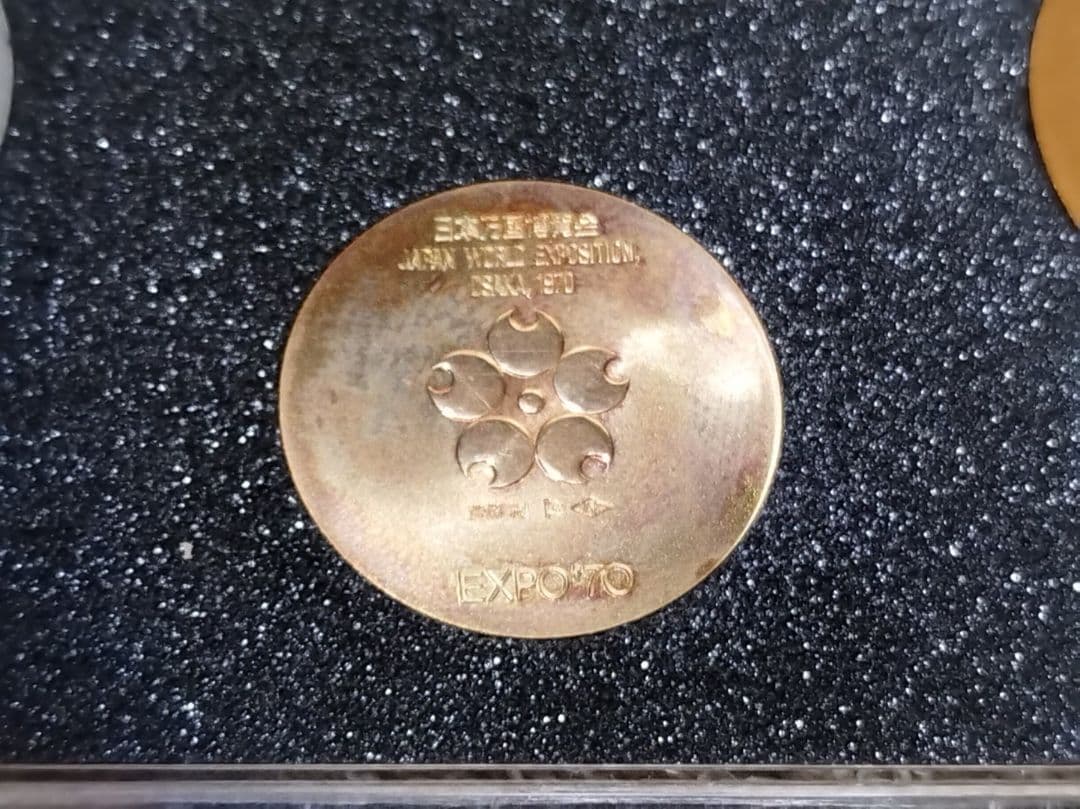 日本万国博覧会
JAPAN WORLD EXPOSITION,
OSAKA, 1970
EXPO'70